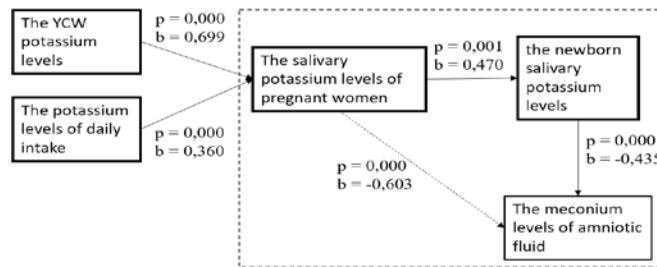 The YCW
potassium
levels
p = 0,000
b = 0,699
The potassium
levels of daily
intake
p = 0,000
b = 0,360
The salivary
potassium levels of
pregnant women
p = 0,001
b = 0,470
the newborn
salivary
potassium
levels
p = 0,000
b = -0,603
p = 0,000
b = -0,435
The meconium
levels of amniotic
fluid